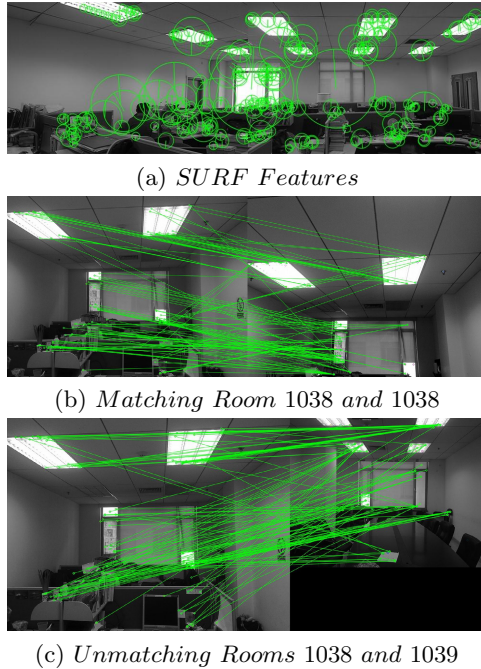 (a) SURF Features
(b) Matching Room 1038 and 1038
(c) Unmatching Rooms 1038 and 1039